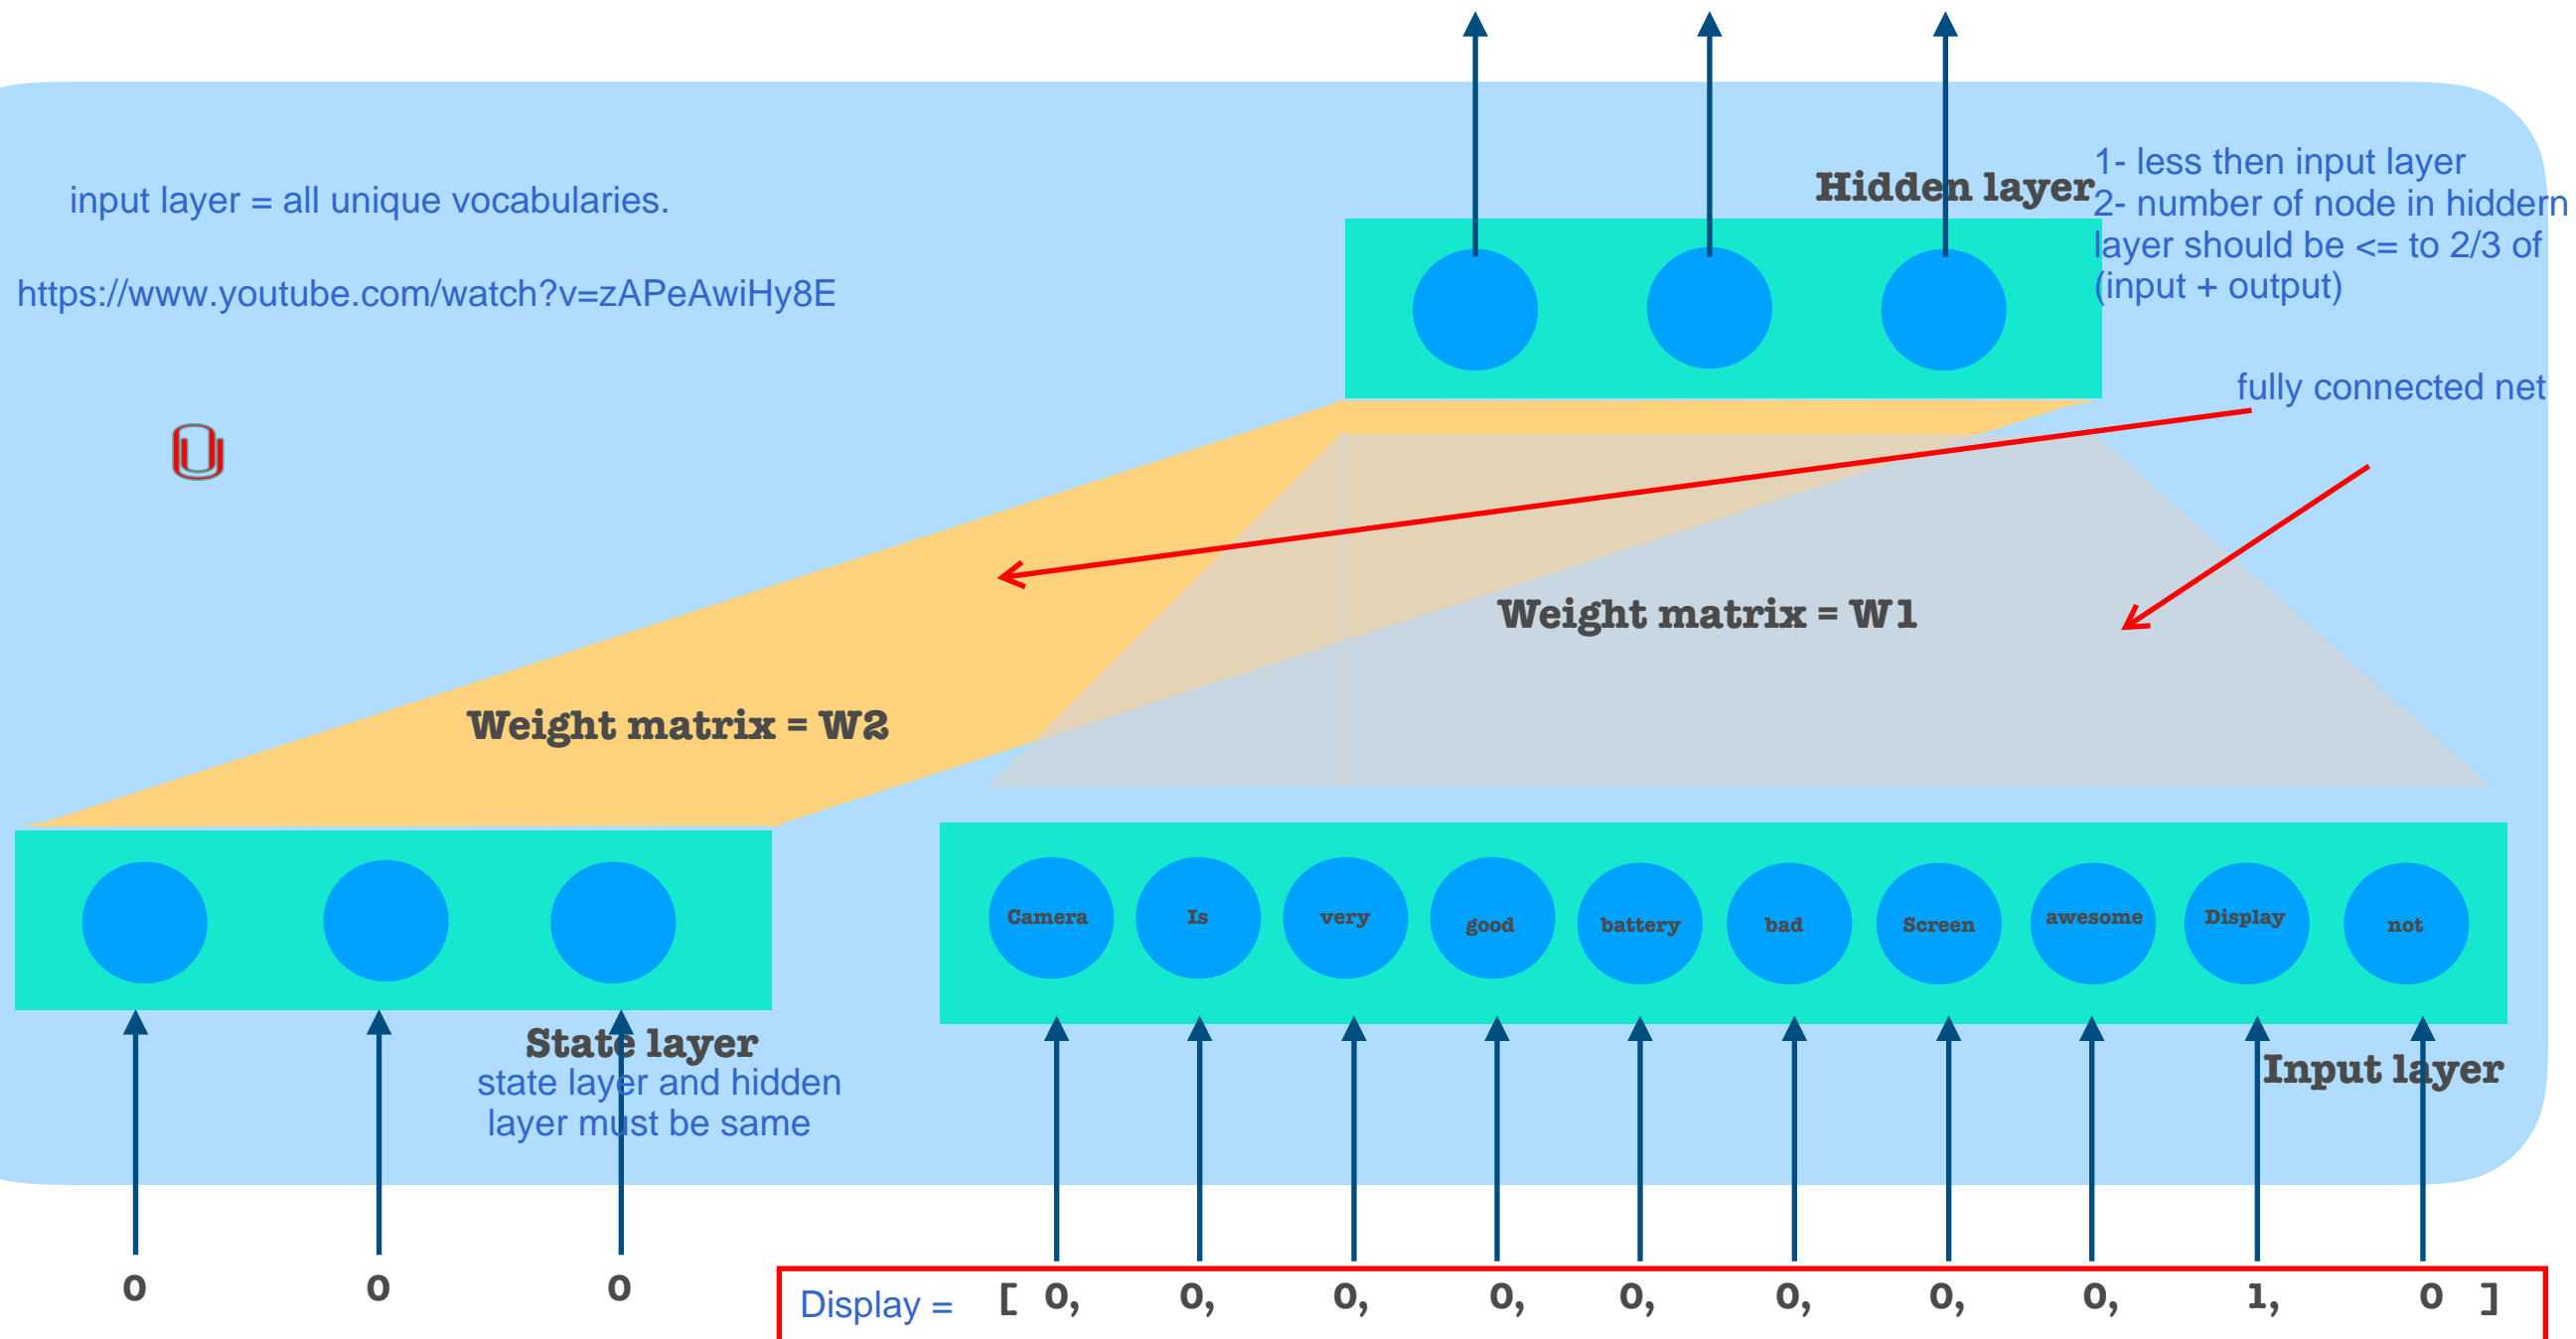 input layer = all unique vocabularies.
https://www.youtube.com/watch?v=zAPeAwiHy8E
Hidden layer
1- less then input layer
2- number of node in hiddern
layer should be <= to 2/3 of
(input + output)
fully connected net
Weight matrix = W1
Weight matrix = W2
Camera Is very good battery bad Screen awesome Display not
State layer
state layer and hidden
layer must be same
Input layer
0 0 0
Display = [ 0, 0, 0, 0, 0, 0, 0, 0, 1, 0 ]